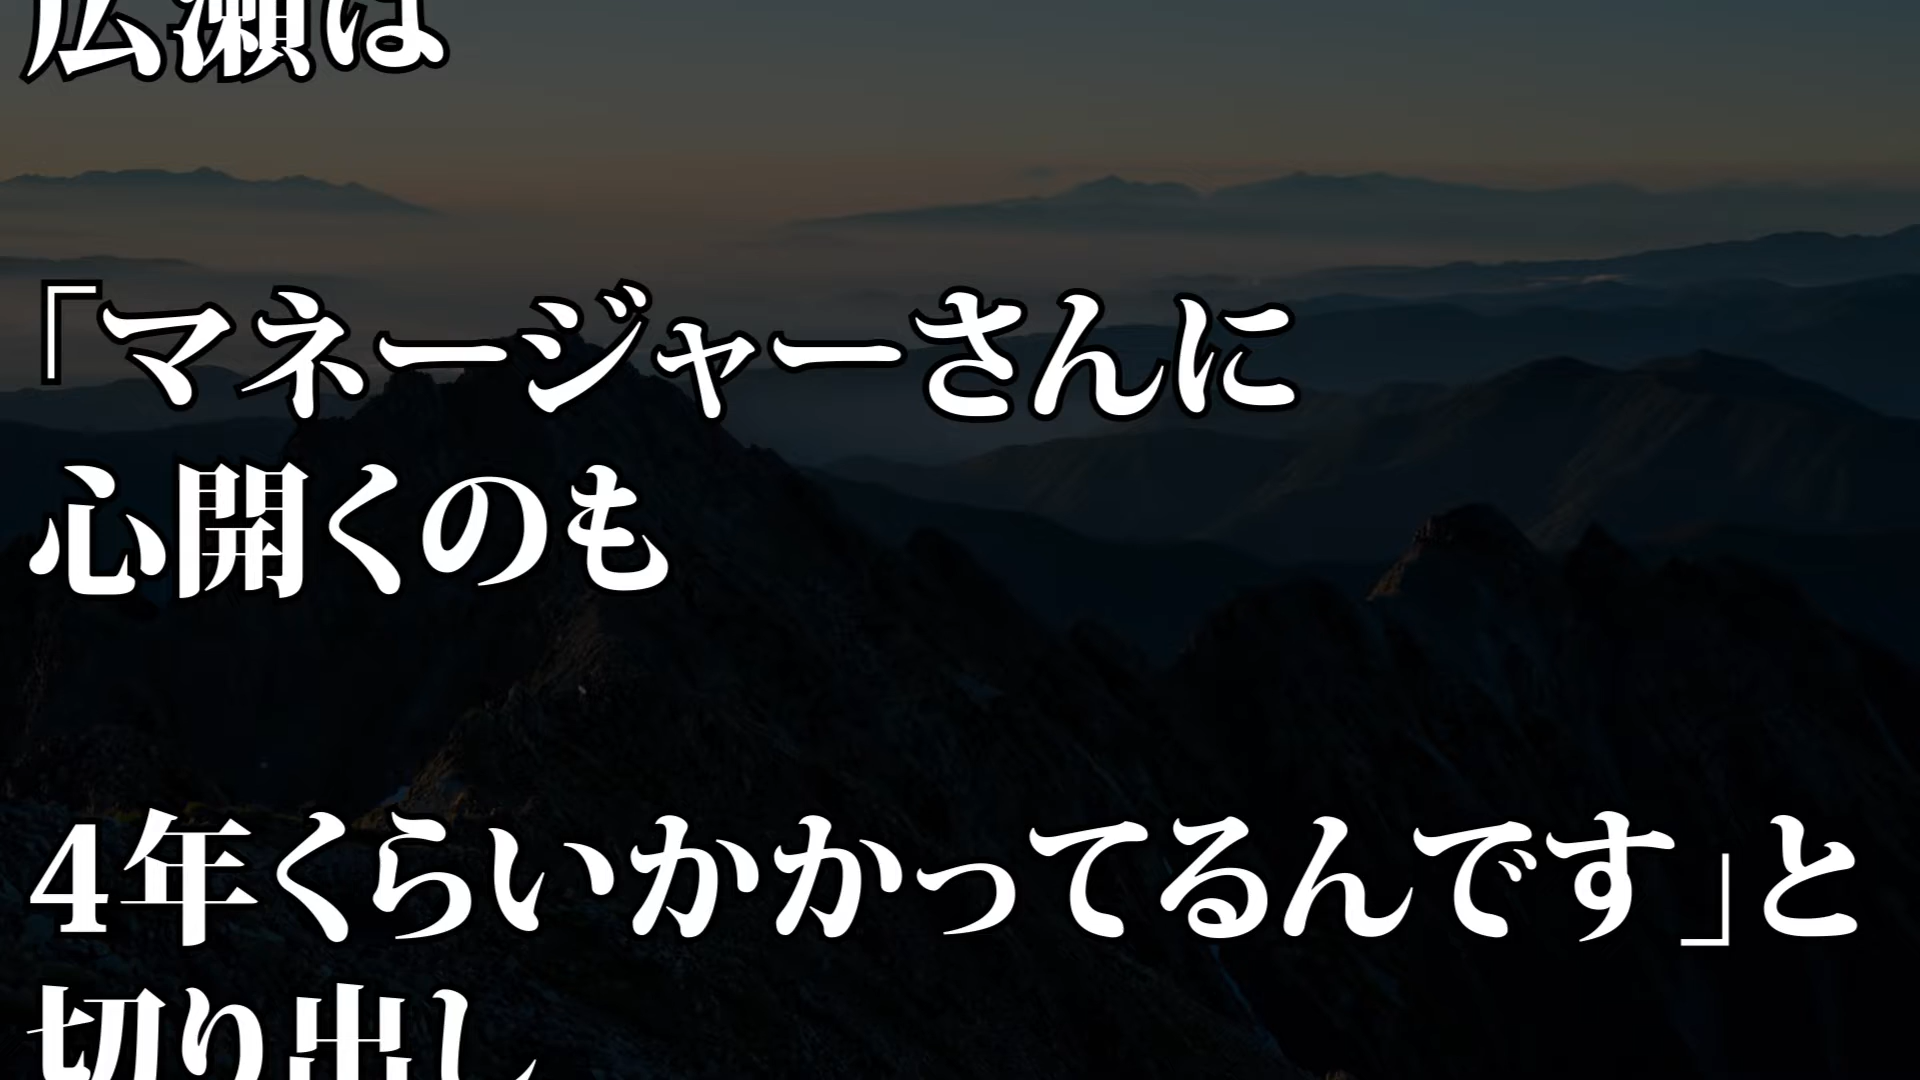 広瀬は
「マネージャーさんに
心開くのも
4年くらいかかってるんです」と
切り出し